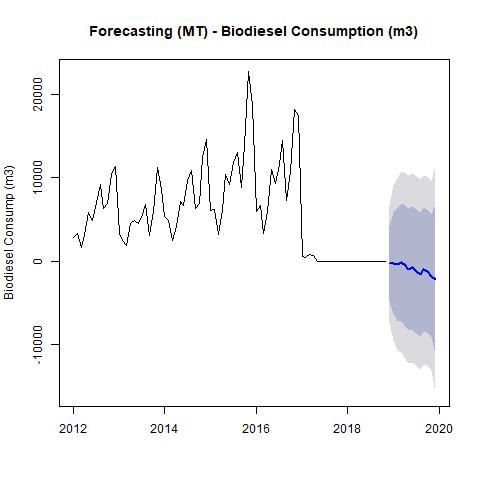 Forecasting (MT) - Biodiesel Consumption (m3)
Biodiesel Consump (m3)
20000
10000
0
-10000
2012 2014 2016 2018 2020